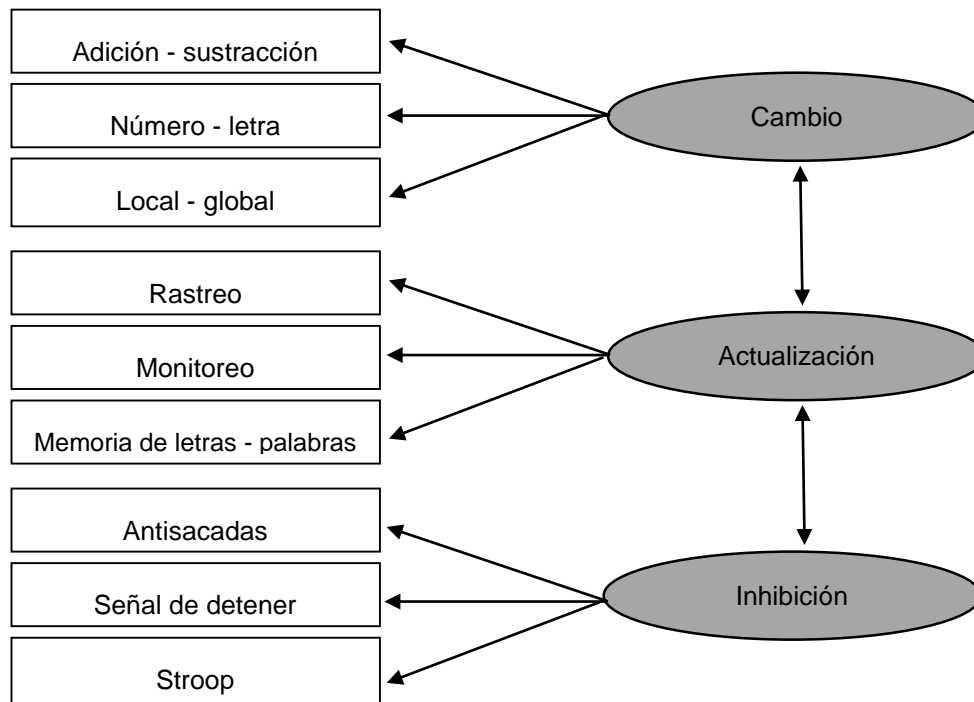 Adición - sustracción
Número - letra
Local - global
Cambio
Rastreo
Monitoreo
Memoria de letras - palabras
Actualización
Antisacadas
Señal de detener
Stroop
Inhibición